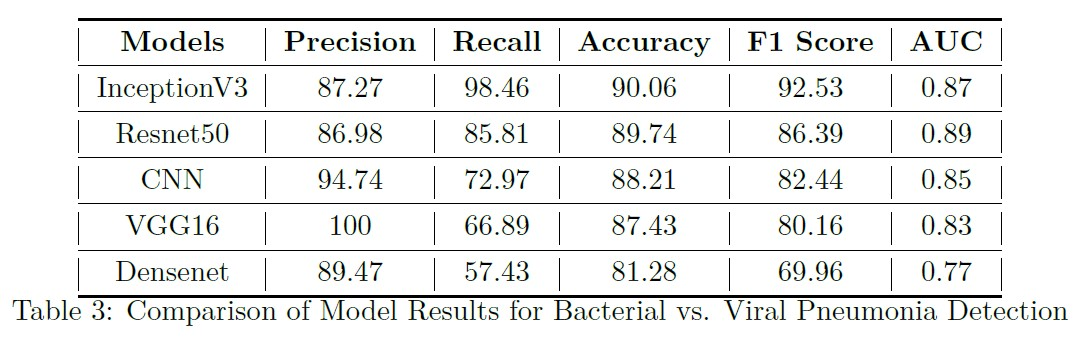 Models Precision Recall Accuracy F1 Score AUC
InceptionV3 87.27 98.46 90.06 92.53 0.87
Resnet50 86.98 85.81 89.74 86.39 0.89
CNN 94.74 72.97 88.21 82.44 0.85
VGG16 100 66.89 87.43 80.16 0.83
Densenet 89.47 57.43 81.28 69.96 0.77
Table 3: Comparison of Model Results for Bacterial vs. Viral Pneumonia Detection